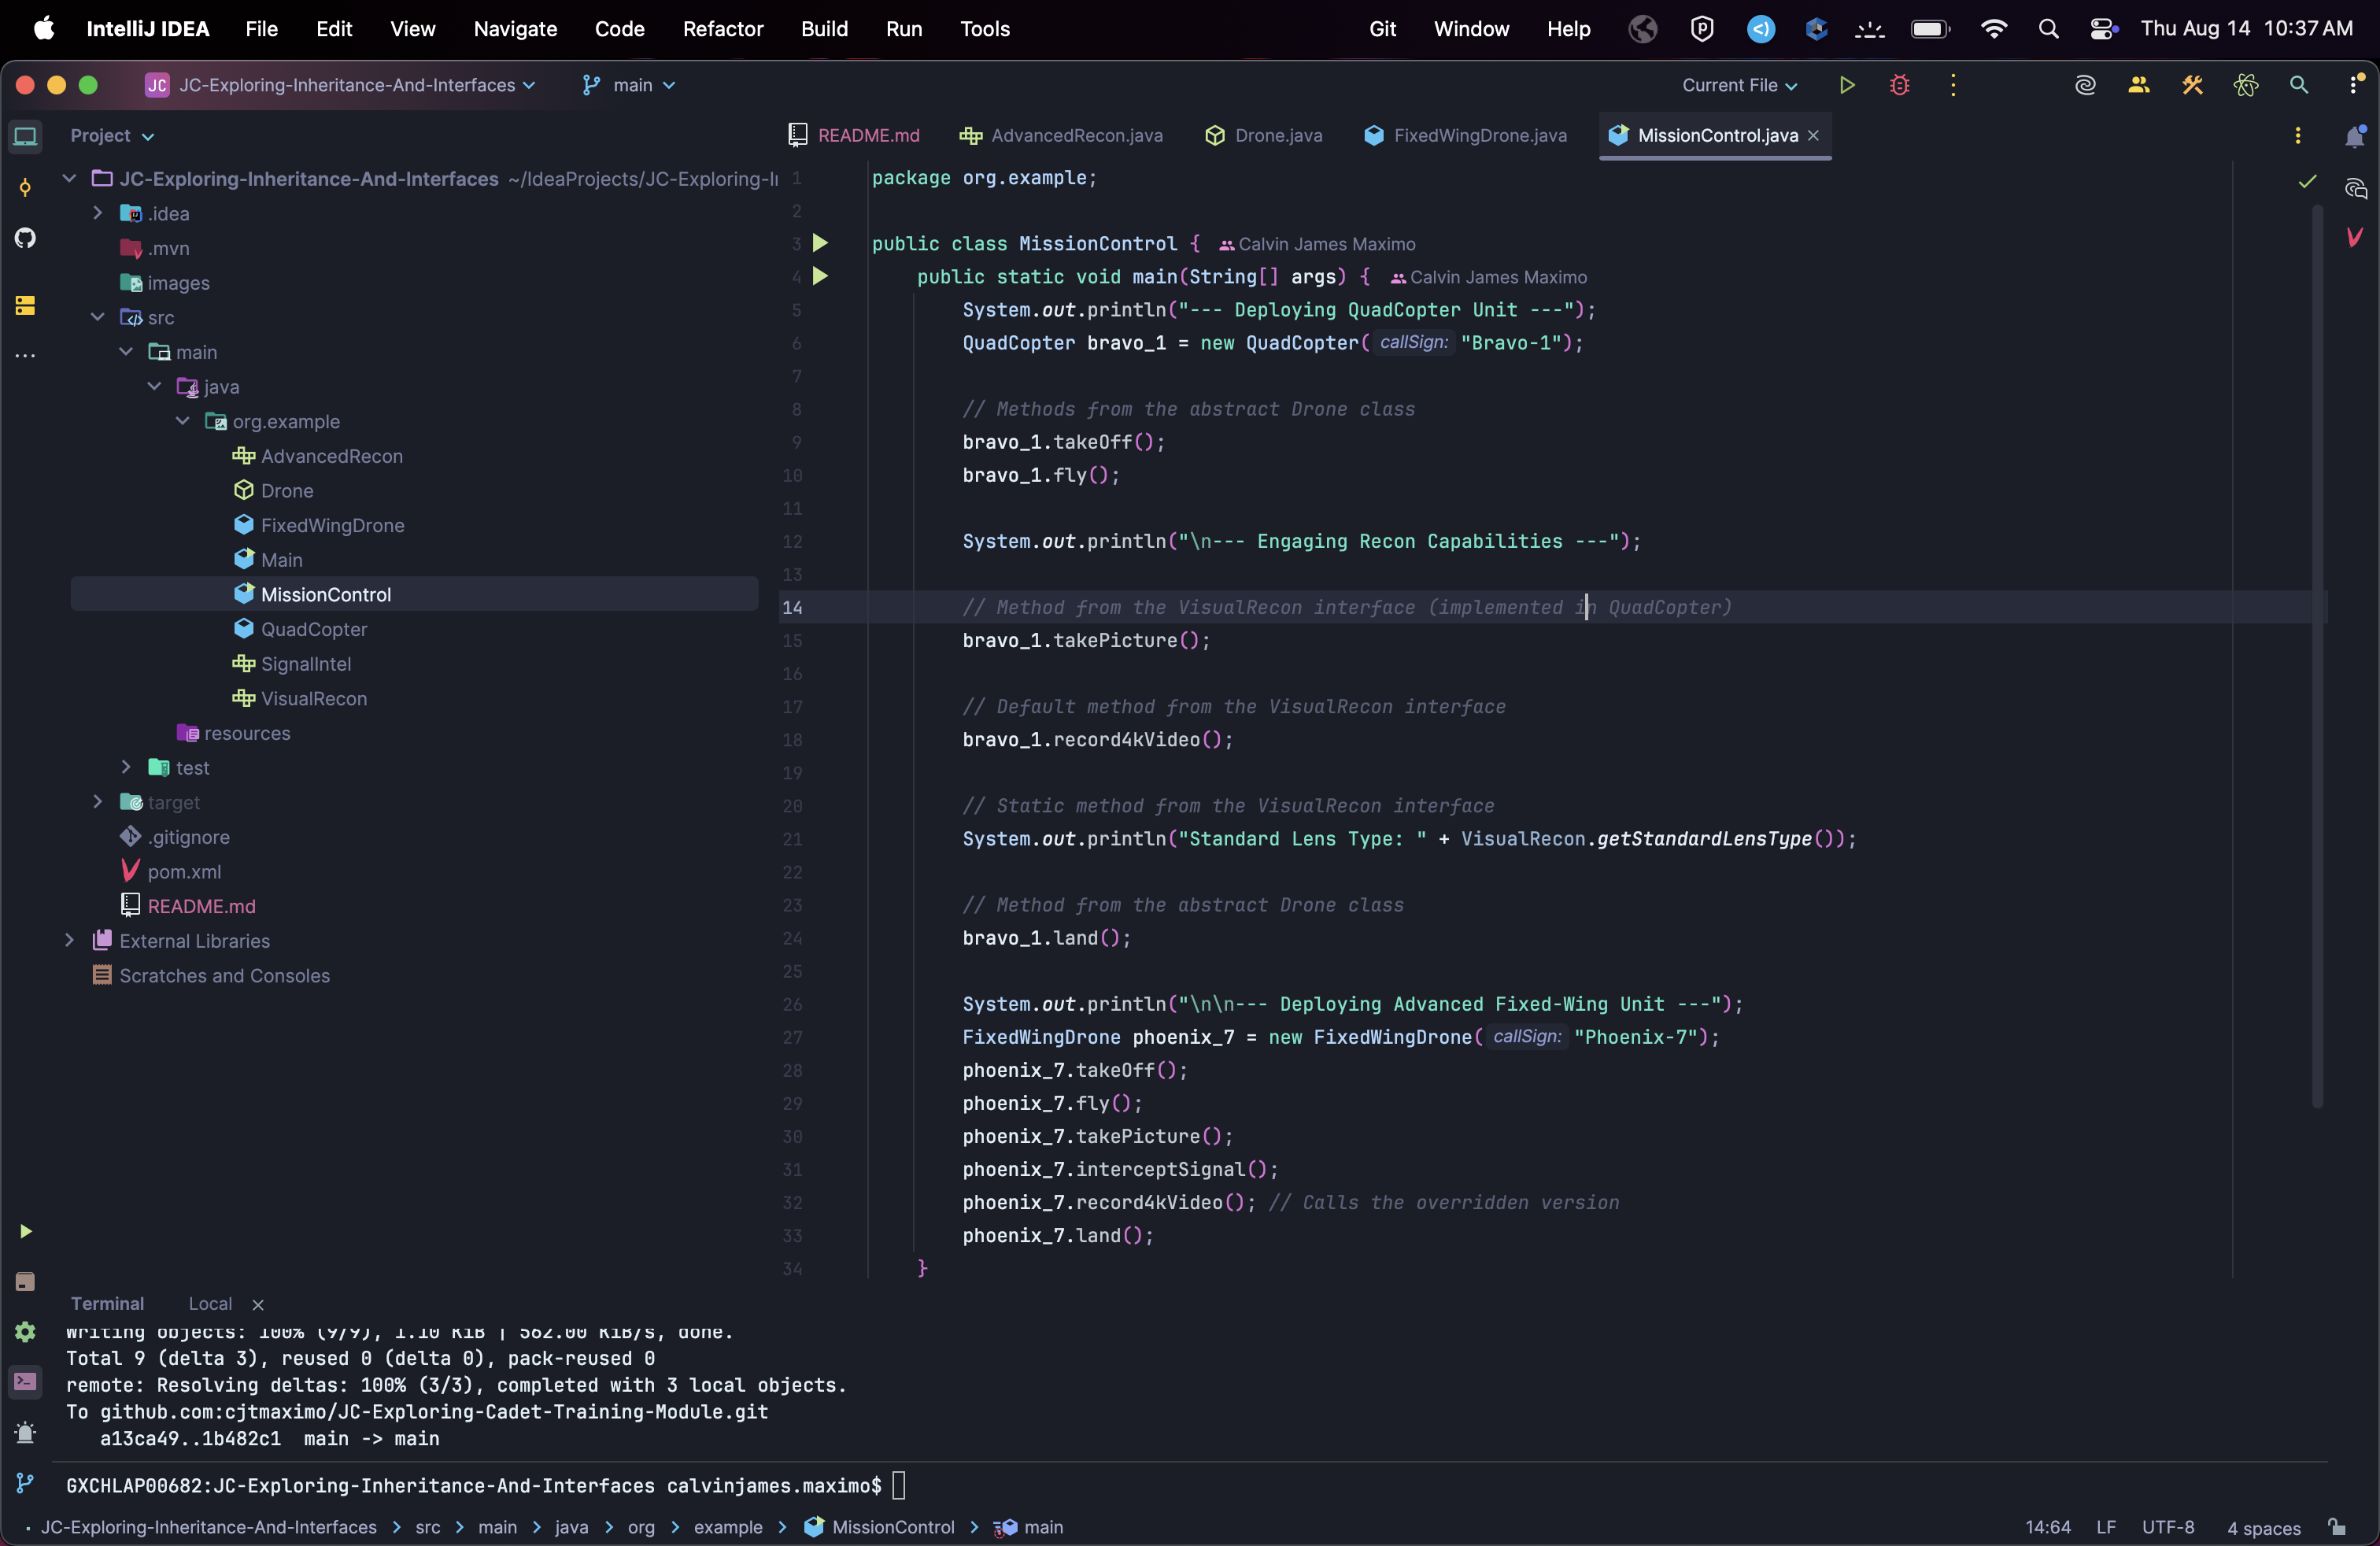 IntelliJ IDEA File Edit View Navigate Code Refactor Build Run Tools Git Window Help Thu Aug 14 10:37 AM
JC JC-Exploring-Inheritance-And-Interfaces main Current File
Project
README.md AdvancedRecon.java Drone.java FixedWingDrone.java MissionControl.java
JC-Exploring-Inheritance-And-Interfaces ~/IdeaProjects/JC-Exploring-I
.idea
.mvn
images
src
main
java
org.example
AdvancedRecon
Drone
FixedWingDrone
Main
MissionControl
QuadCopter
SignalIntel
VisualRecon
resources
test
target
.gitignore
pom.xml
README.md
External Libraries
Scratches and Consoles
1 package org.example;
2
3 public class MissionControl { Calvin James Maximo
4 public static void main(String[] args) { Calvin James Maximo
5 System.out.println("--- Deploying QuadCopter Unit ---");
6 QuadCopter bravo_1 = new QuadCopter( callSign: "Bravo-1");
7
8 // Methods from the abstract Drone class
9 bravo_1.takeOff();
10 bravo_1.fly();
11
12 System.out.println("\n--- Engaging Recon Capabilities ---");
13
14 // Method from the VisualRecon interface (implemented in QuadCopter)
15 bravo_1.takePicture();
16
17 // Default method from the VisualRecon interface
18 bravo_1.record4kVideo();
19
20 // Static method from the VisualRecon interface
21 System.out.println("Standard Lens Type: " + VisualRecon.getStandardLensType());
22
23 // Method from the abstract Drone class
24 bravo_1.land();
25
26 System.out.println("\n\n--- Deploying Advanced Fixed-Wing Unit ---");
27 FixedWingDrone phoenix_7 = new FixedWingDrone( callSign: "Phoenix-7");
28 phoenix_7.takeOff();
29 phoenix_7.fly();
30 phoenix_7.takePicture();
31 phoenix_7.interceptSignal();
32 phoenix_7.record4kVideo(); // Calls the overridden version
33 phoenix_7.land();
34 }
Terminal Local
Writing objects: 100% (9/9), 1.10 KiB | 562.00 KiB/s, done.
Total 9 (delta 3), reused 0 (delta 0), pack-reused 0
remote: Resolving deltas: 100% (3/3), completed with 3 local objects.
To github.com:cjtmaximo/JC-Exploring-Cadet-Training-Module.git
a13ca49..1b482c1 main -> main
GXCHLAP00682:JC-Exploring-Inheritance-And-Interfaces calvinjames.maximo$
JC-Exploring-Inheritance-And-Interfaces > src > main > java > org > example > MissionControl > main 14:64 LF UTF-8 4 spaces